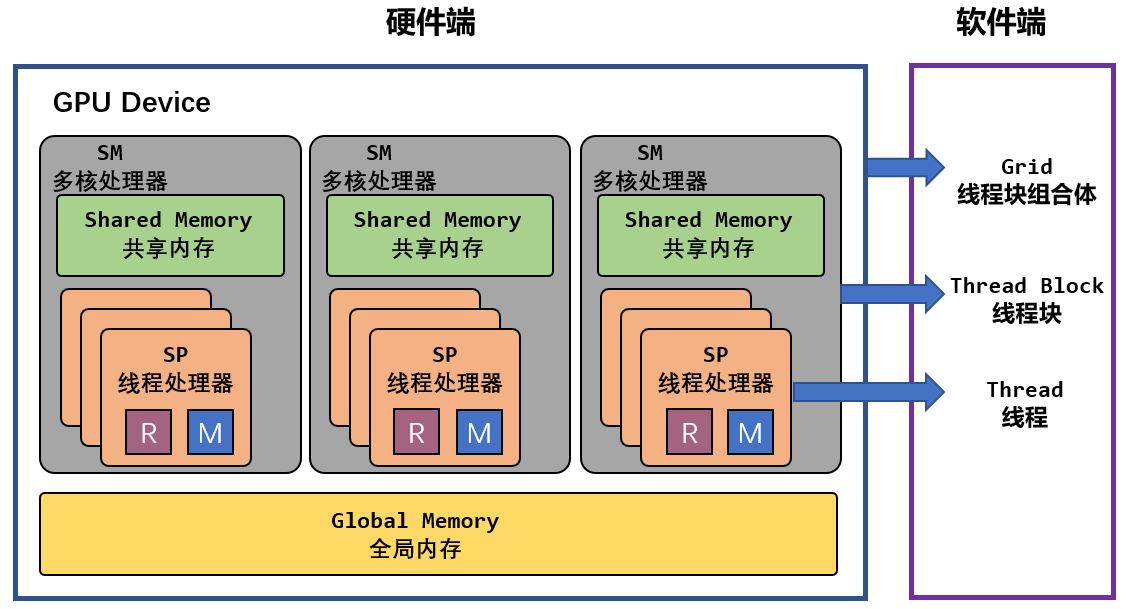 硬件端
软件端
GPU Device
SM
多核处理器
Shared Memory
共享内存
SP
线程处理器
R M
SM
多核处理器
Shared Memory
共享内存
SP
线程处理器
R M
SM
多核处理器
Shared Memory
共享内存
SP
线程处理器
R M
Global Memory
全局内存
Grid
线程块组合体
Thread Block
线程块
Thread
线程